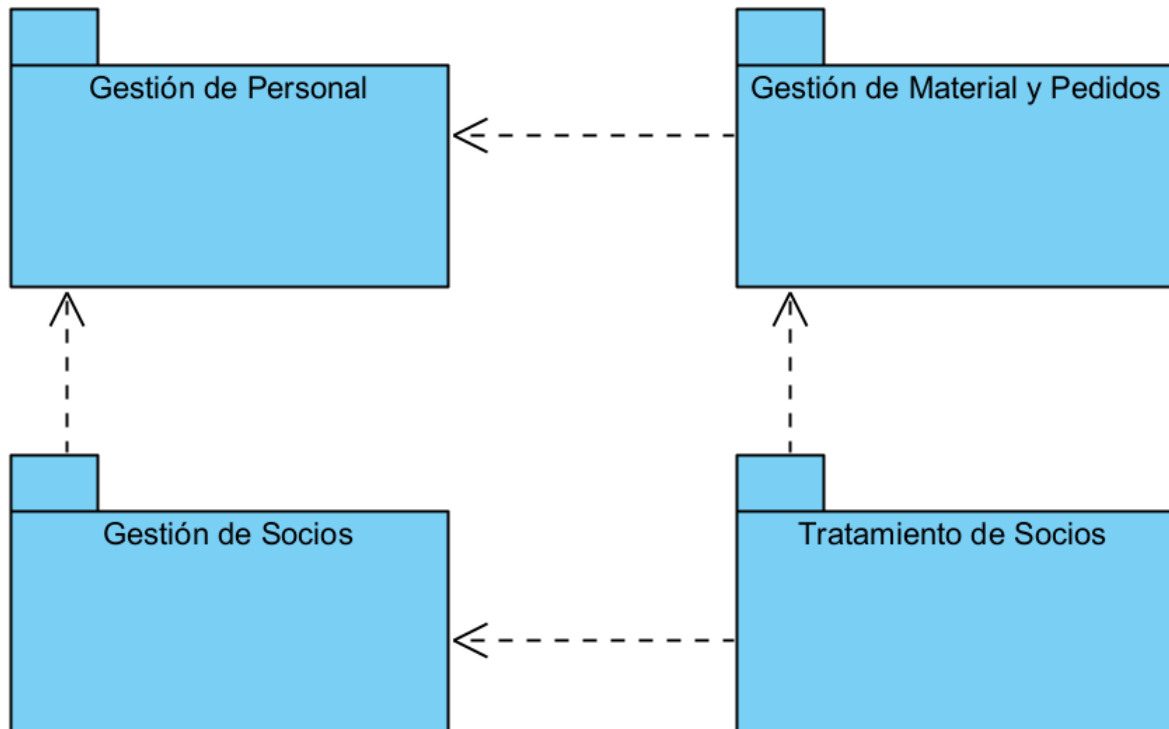 Gestión de Personal
Gestión de Material y Pedidos
Gestión de Socios
Tratamiento de Socios